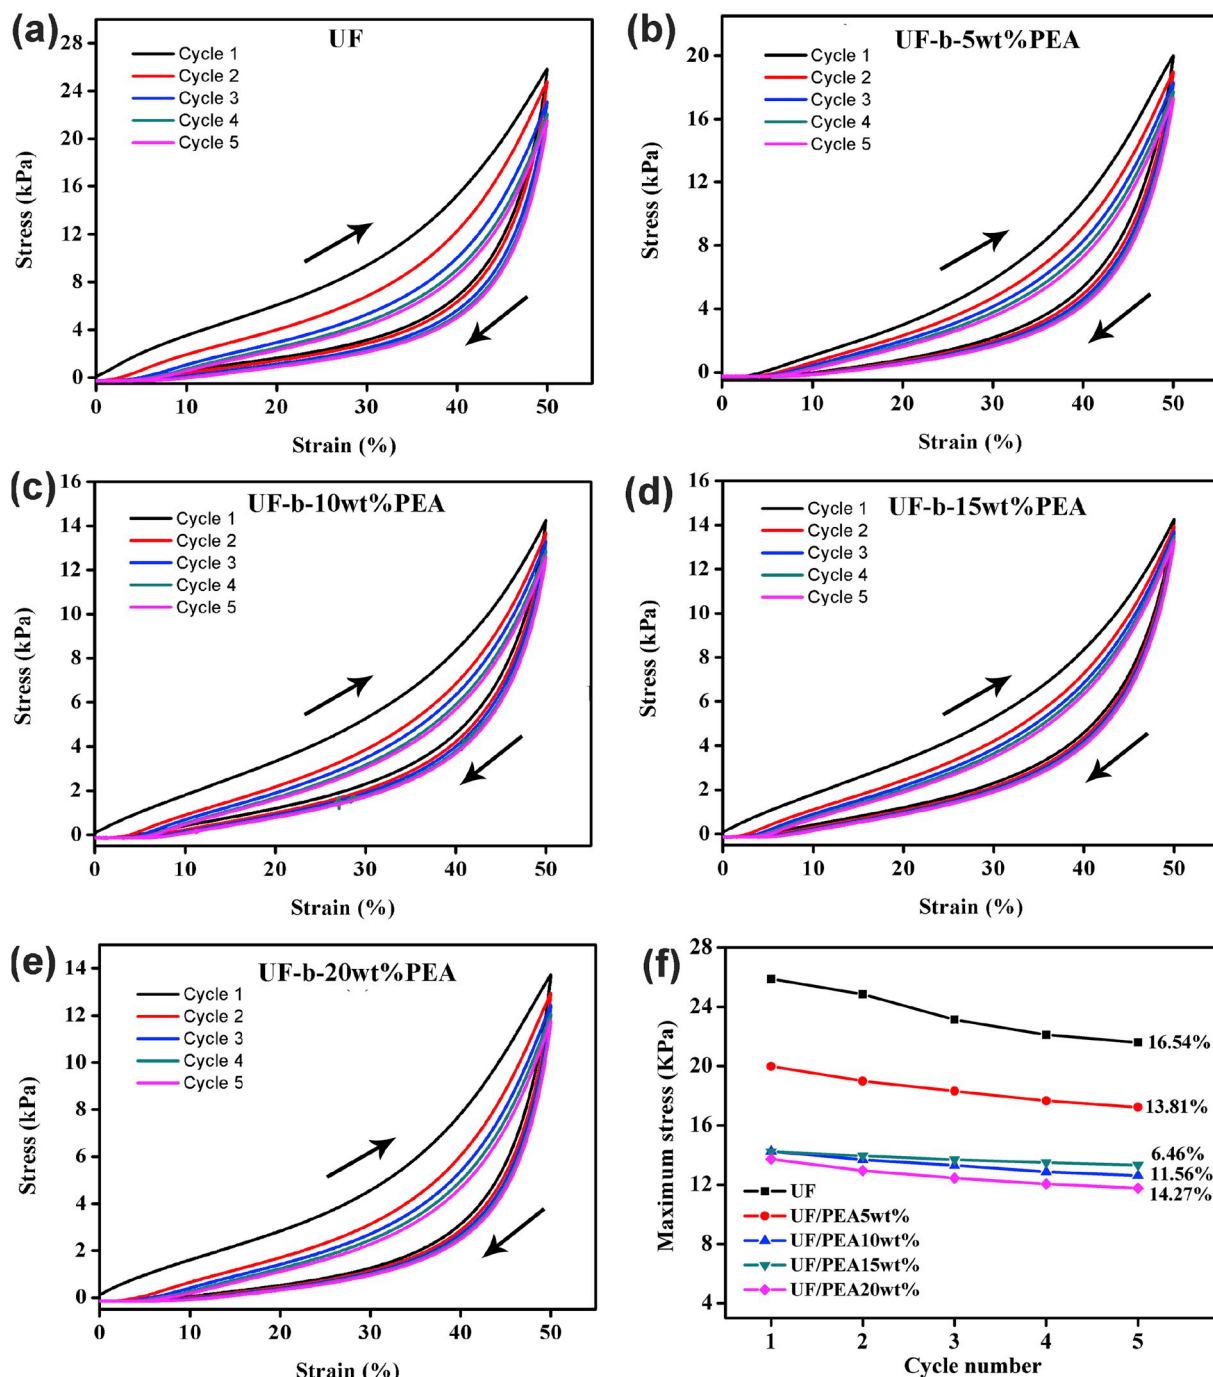 (a)
UF
Cycle 1
Cycle 2
Cycle 3
Cycle 4
Cycle 5
28
24
20
16
12
8
4
0
Stress (kPa)
0 10 20 30 40 50
Strain (%)
(b)
UF-b-5wt%PEA
Cycle 1
Cycle 2
Cycle 3
Cycle 4
Cycle 5
20
16
12
8
4
0
Stress (kPa)
0 10 20 30 40 50
Strain (%)
(c)
UF-b-10wt%PEA
Cycle 1
Cycle 2
Cycle 3
Cycle 4
Cycle 5
16
14
12
10
8
6
4
2
0
Stress (kPa)
0 10 20 30 40 50
Strain (%)
(d)
UF-b-15wt%PEA
Cycle 1
Cycle 2
Cycle 3
Cycle 4
Cycle 5
16
14
12
10
8
6
4
2
0
Stress (kPa)
0 10 20 30 40 50
Strain (%)
(e)
UF-b-20wt%PEA
Cycle 1
Cycle 2
Cycle 3
Cycle 4
Cycle 5
14
12
10
8
6
4
2
0
Stress (kPa)
0 10 20 30 40 50
Strain (%)
(f)
28
24
20
16
12
8
4
Maximum stress (KPa)
16.54%
13.81%
6.46%
11.56%
14.27%
UF
UF/PEA5wt%
UF/PEA10wt%
UF/PEA15wt%
UF/PEA20wt%
1 2 3 4 5
Cycle number